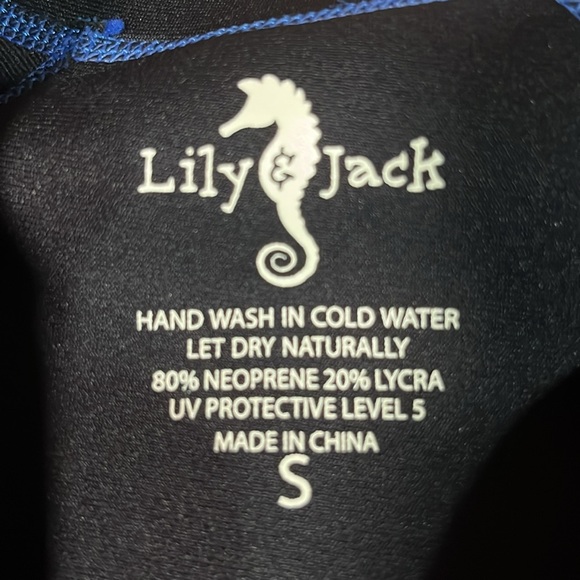 Lily & Jack
HAND WASH IN COLD WATER
LET DRY NATURALLY
80% NEOPRENE 20% LYCRA
UV PROTECTIVE LEVEL 5
MADE IN CHINA
S